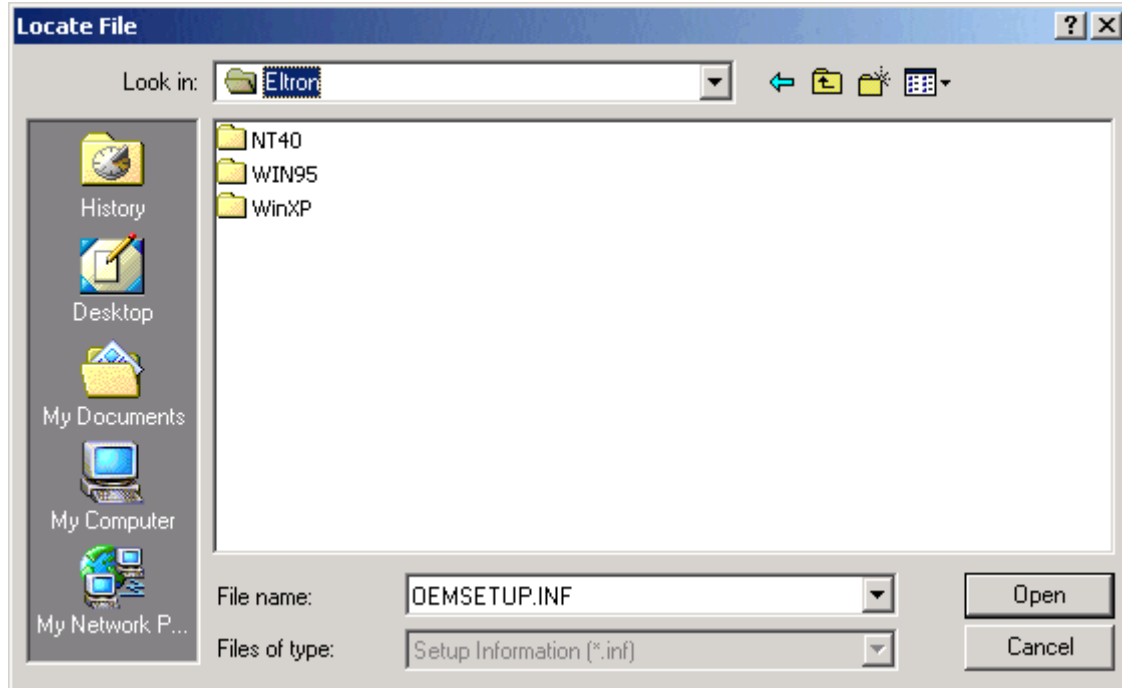 Locate File
Look in: Eltron
NT40
WIN95
WinXP
History
Desktop
My Documents
My Computer
My Network P...
File name: OEMSETUP.INF Open
Files of type: Setup Information (*.inf) Cancel